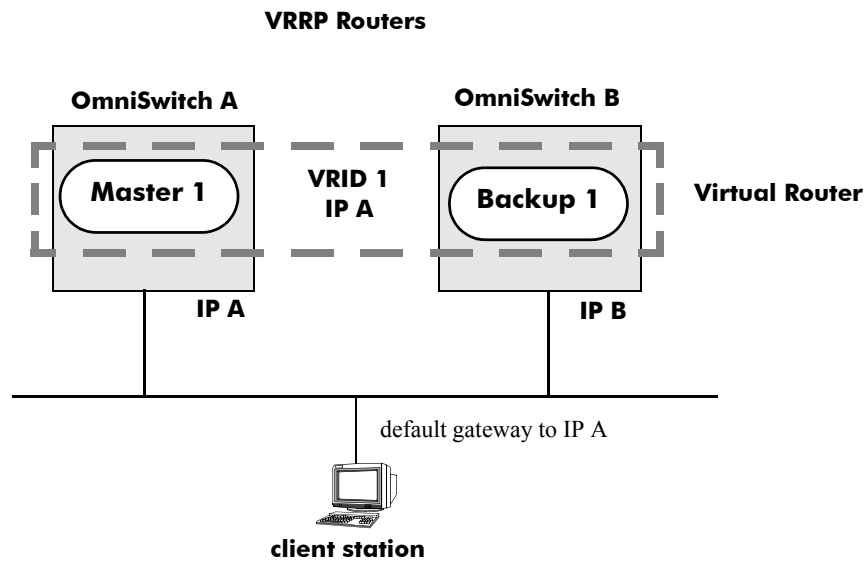 VRRP Routers
OmniSwitch A
OmniSwitch B
Master 1
VRID 1
IP A
Backup 1
Virtual Router
IP A
IP B
default gateway to IP A
client station